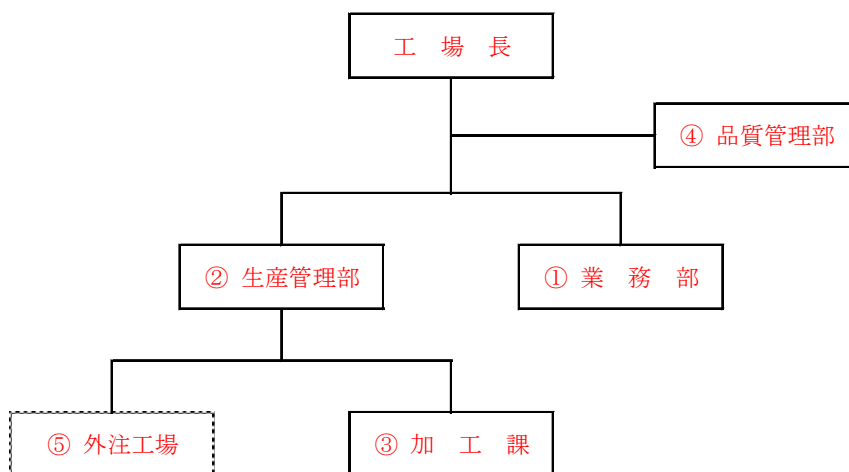 工 場 長
④ 品質管理部
② 生産管理部
① 業 務 部
⑤ 外注工場
③ 加 工 課